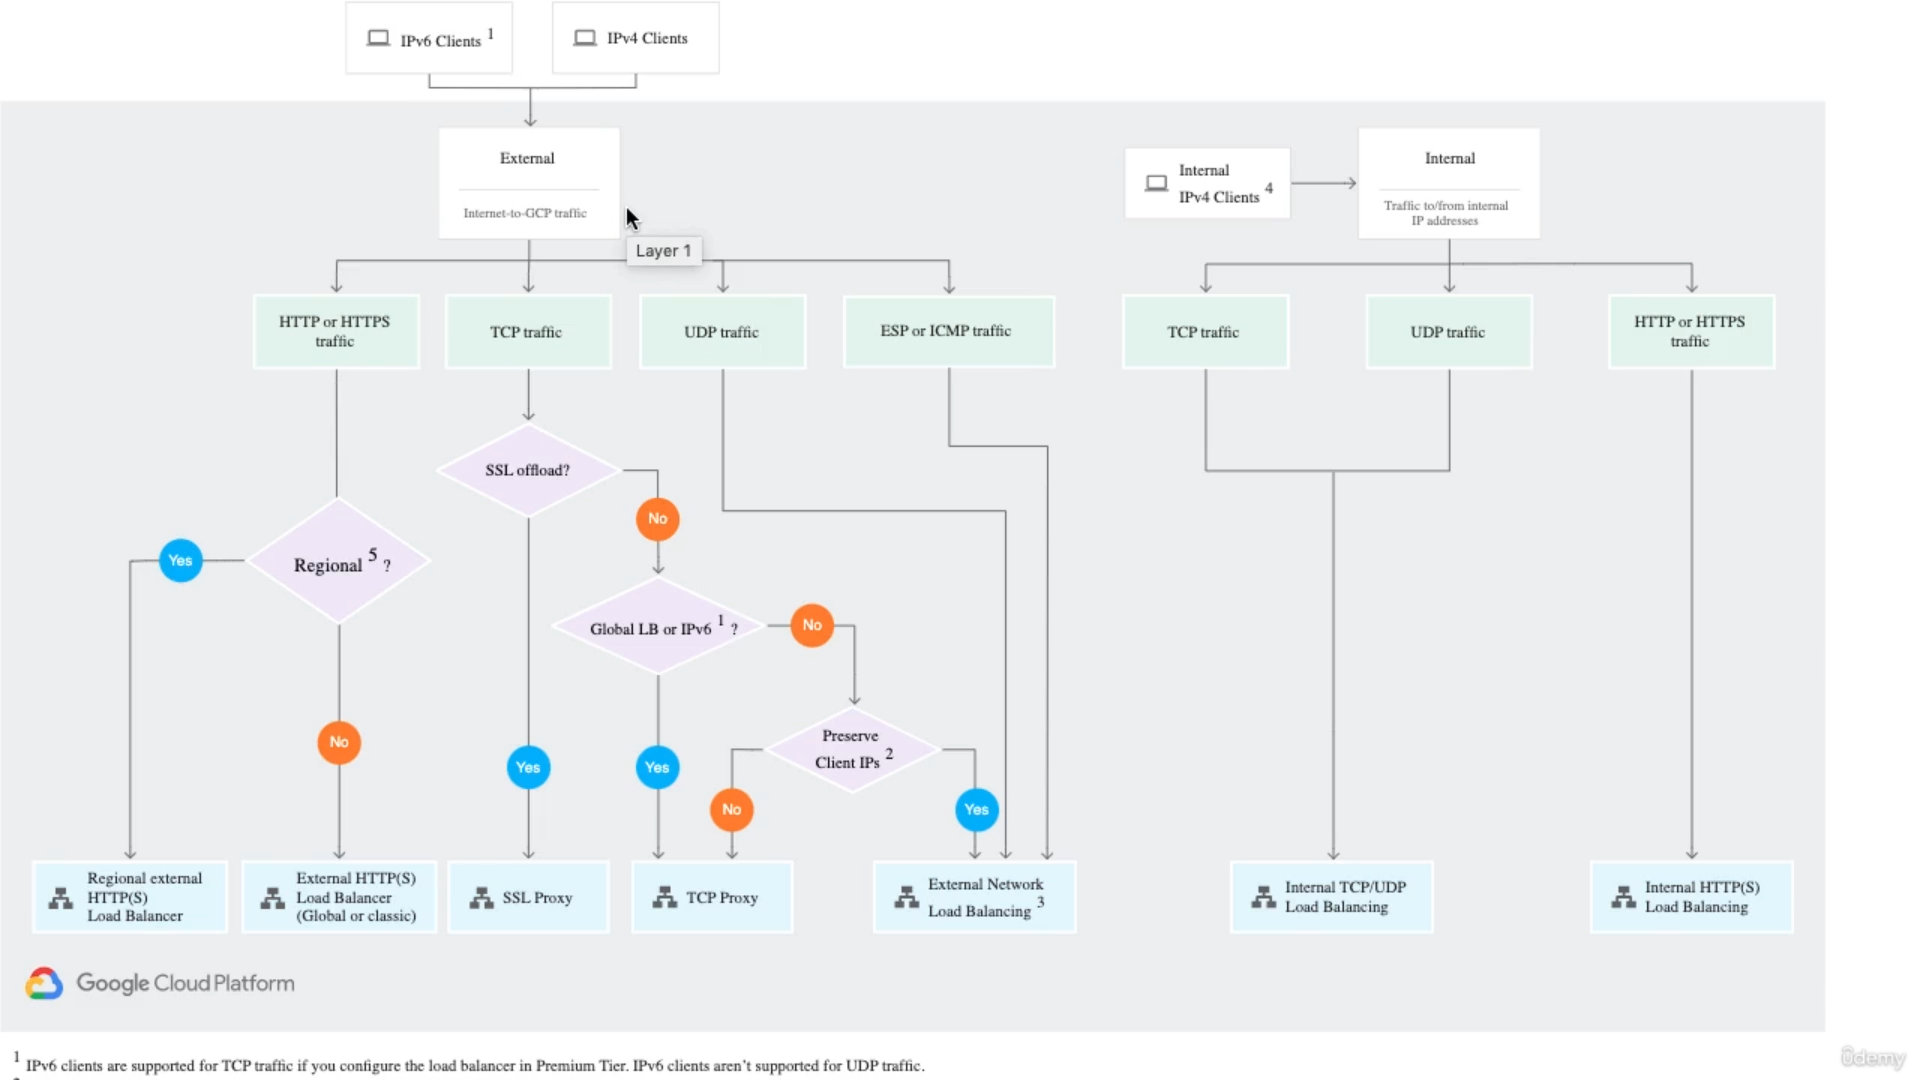 IPv6 Clients 1
IPv4 Clients
External
Internet-to-GCP traffic
Layer 1
Internal
IPv4 Clients 4
Internal
Traffic to/from internal
IP addresses
HTTP or HTTPS
traffic
TCP traffic
UDP traffic
ESP or ICMP traffic
TCP traffic
UDP traffic
HTTP or HTTPS
traffic
SSL offload?
No
Yes
Regional 5 ?
Global LB or IPv6 1 ?
No
No
Preserve
Client IPs 2
Yes
Yes
No
Yes
Regional external
HTTP(S)
Load Balancer
External HTTP(S)
Load Balancer
(Global or classic)
SSL Proxy
TCP Proxy
External Network
Load Balancing 3
Internal TCP/UDP
Load Balancing
Internal HTTP(S)
Load Balancing
Google Cloud Platform
1 IPv6 clients are supported for TCP traffic if you configure the load balancer in Premium Tier. IPv6 clients aren't supported for UDP traffic.
ûdemy